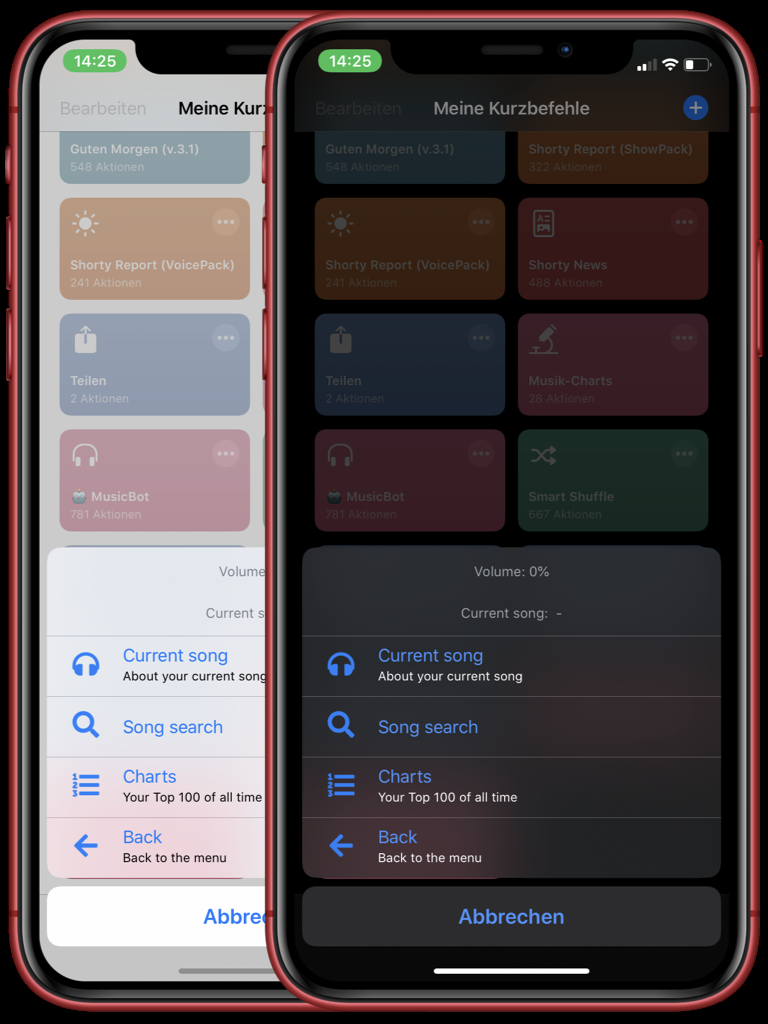 14:25
Bearbeiten
Meine Kurz
Guten Morgen (v.3.1)
548 Aktionen
Shorty Report (VoicePack)
241 Aktionen
Teilen
2 Aktionen
MusicBot
781 Aktionen
Volume
Current s
Current song
About your current song
Song search
Charts
Your Top 100 of all time
Back
Back to the menu
Abbrec
14:25
Bearbeiten
Meine Kurzbefehle
Guten Morgen (v.3.1)
548 Aktionen
Shorty Report (ShowPack)
322 Aktionen
Shorty Report (VoicePack)
241 Aktionen
Shorty News
488 Aktionen
Teilen
2 Aktionen
Musik-Charts
28 Aktionen
MusicBot
781 Aktionen
Smart Shuffle
667 Aktionen
Volume: 0%
Current song: -
Current song
About your current song
Song search
Charts
Your Top 100 of all time
Back
Back to the menu
Abbrechen